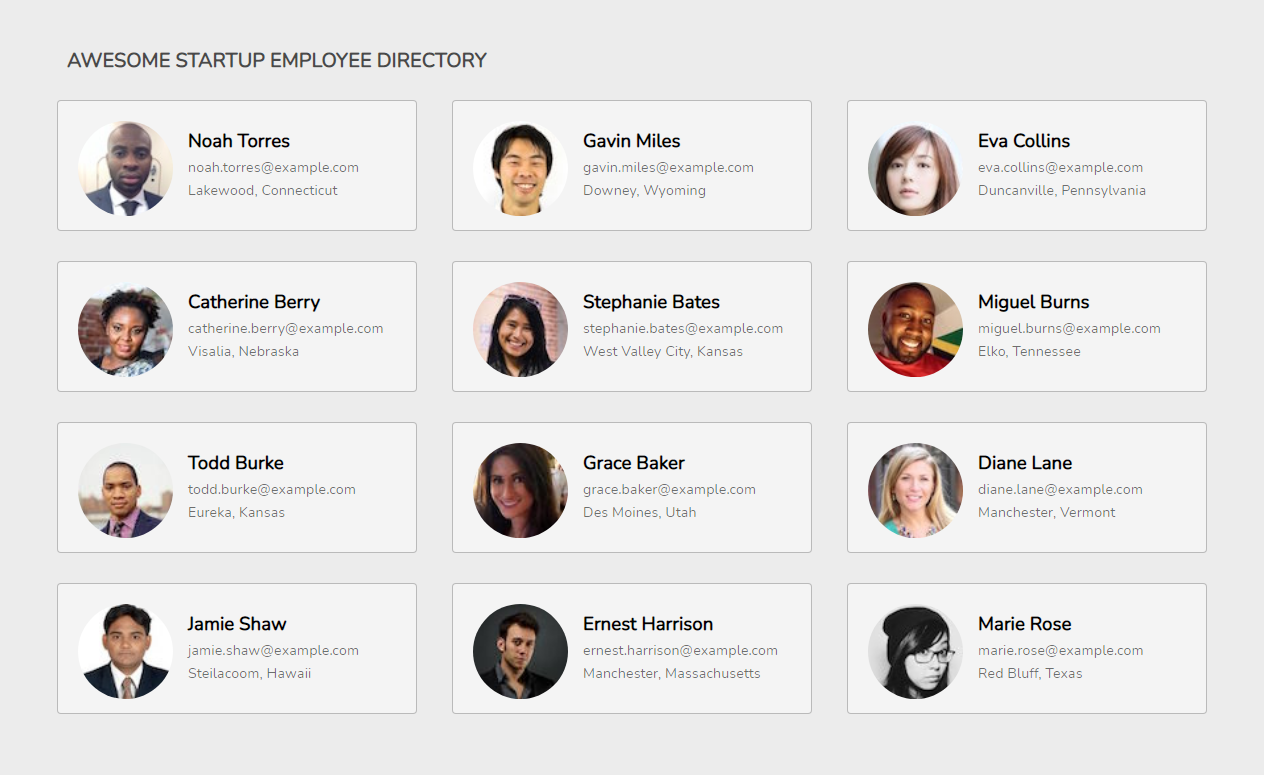 AWESOME STARTUP EMPLOYEE DIRECTORY
Noah Torres
noah.torres@example.com
Lakewood, Connecticut
Gavin Miles
gavin.miles@example.com
Downey, Wyoming
Eva Collins
eva.collins@example.com
Duncanville, Pennsylvania
Catherine Berry
catherine.berry@example.com
Visalia, Nebraska
Stephanie Bates
stephanie.bates@example.com
West Valley City, Kansas
Miguel Burns
miguel.burns@example.com
Elko, Tennessee
Todd Burke
todd.burke@example.com
Eureka, Kansas
Grace Baker
grace.baker@example.com
Des Moines, Utah
Diane Lane
diane.lane@example.com
Manchester, Vermont
Jamie Shaw
jamie.shaw@example.com
Steilacoom, Hawaii
Ernest Harrison
ernest.harrison@example.com
Manchester, Massachusetts
Marie Rose
marie.rose@example.com
Red Bluff, Texas